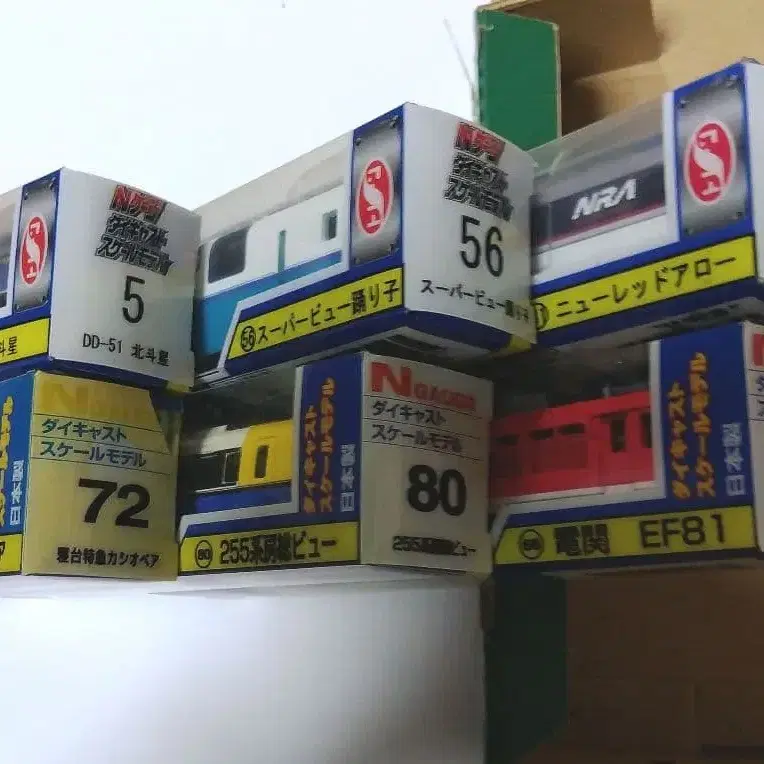 斗星
Nゲージ
ダイキャスト
スケールモデル
5
DD-51 北斗星
56 スーパービュー踊り子
Nゲージ
ダイキャスト
スケールモデル
56
スーパービュー踊り子
NRA
ニューレッドアロー
日本製
ダイキャスト
スケールモデル
72
寝台特急カシオペア
80 255系房総ビュー
ダイキャスト
スケールモデル
日本製
N GAUGE
ダイキャスト
スケールモデル
80
255系房総ビュー
電関 EF81
ダイキャスト
スケールモデル
日本製